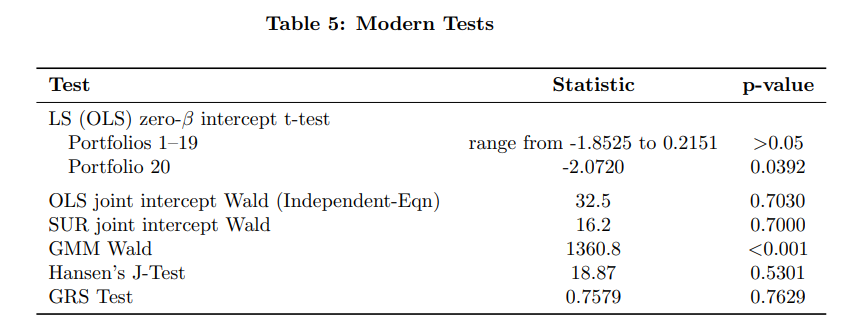 Table 5: Modern Tests
Test Statistic p-value
LS (OLS) zero-β intercept t-test
Portfolios 1–19 range from -1.8525 to 0.2151 >0.05
Portfolio 20 -2.0720 0.0392
OLS joint intercept Wald (Independent-Eqn) 32.5 0.7030
SUR joint intercept Wald 16.2 0.7000
GMM Wald 1360.8 <0.001
Hansen's J-Test 18.87 0.5301
GRS Test 0.7579 0.7629